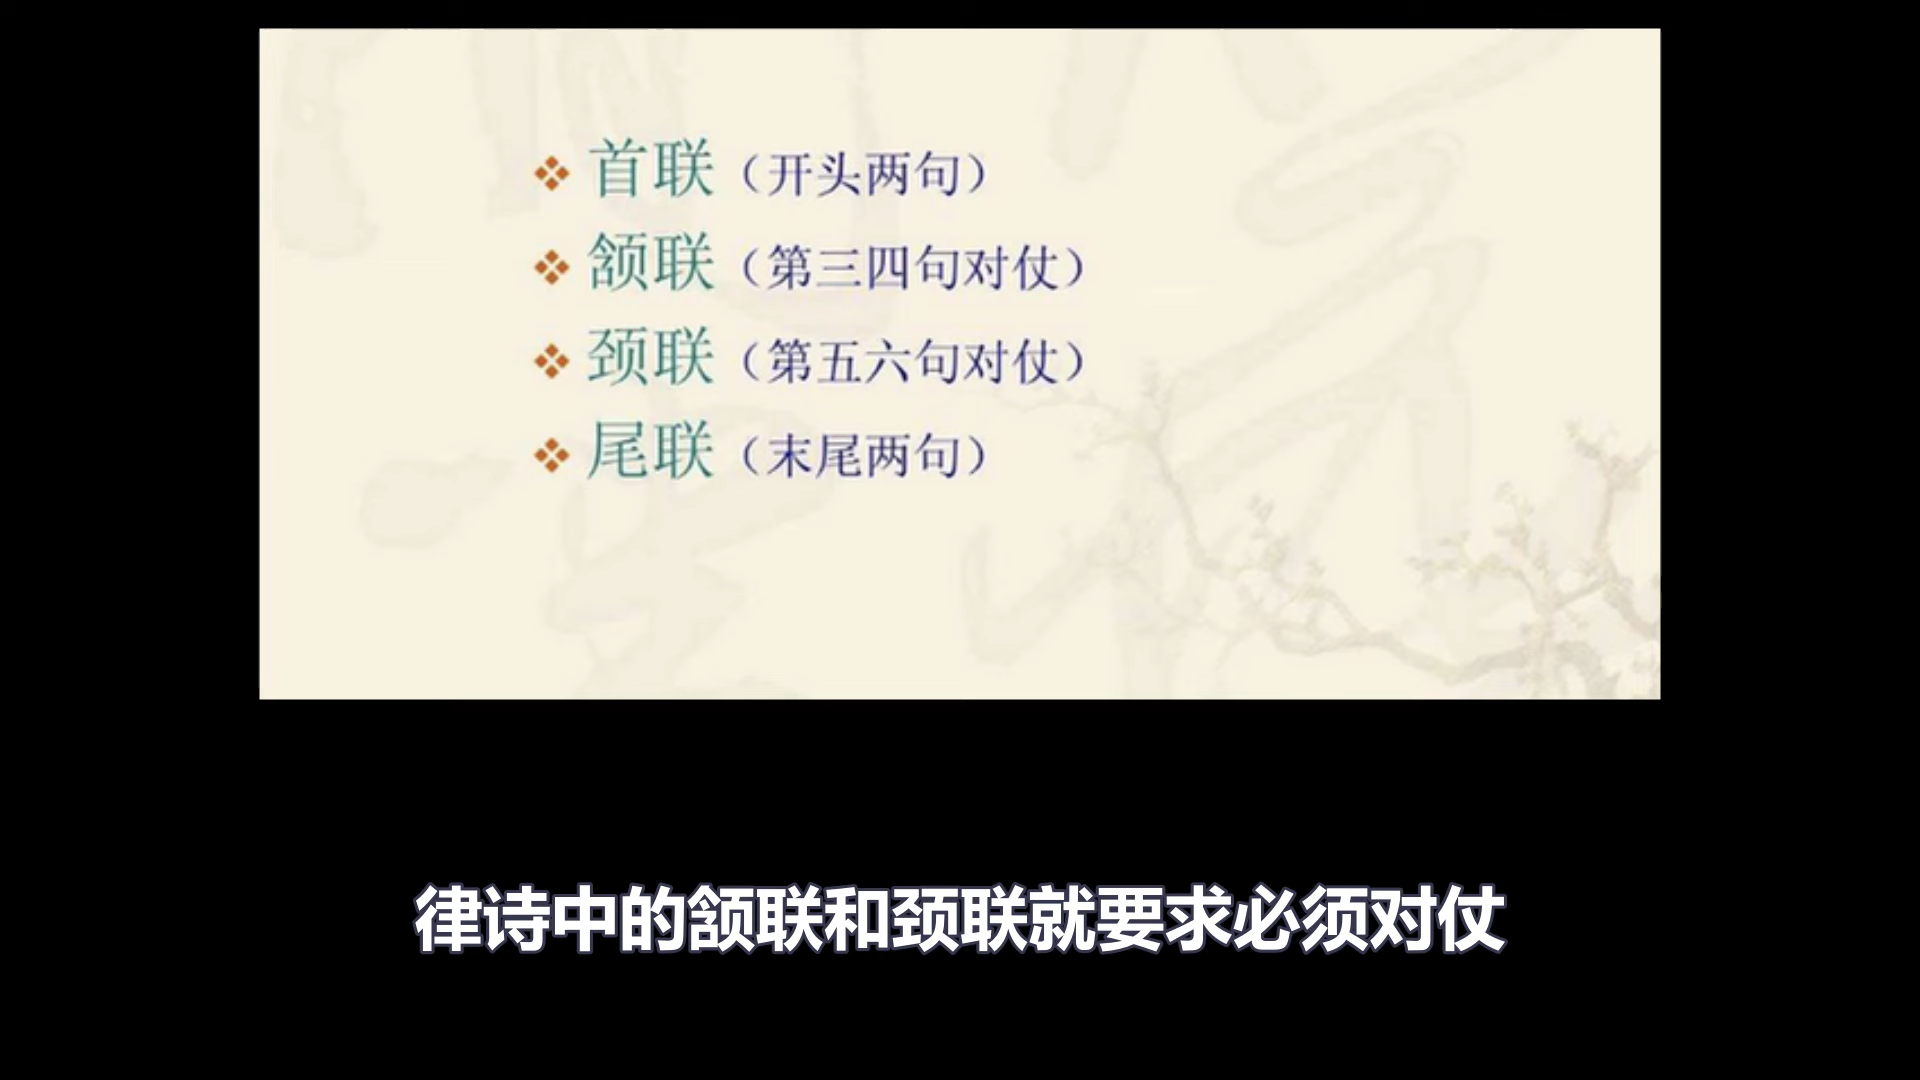 首联（开头两句）
颔联（第三四句对仗）
颈联（第五六句对仗）
尾联（末尾两句）
律诗中的颔联和颈联就要求必须对仗